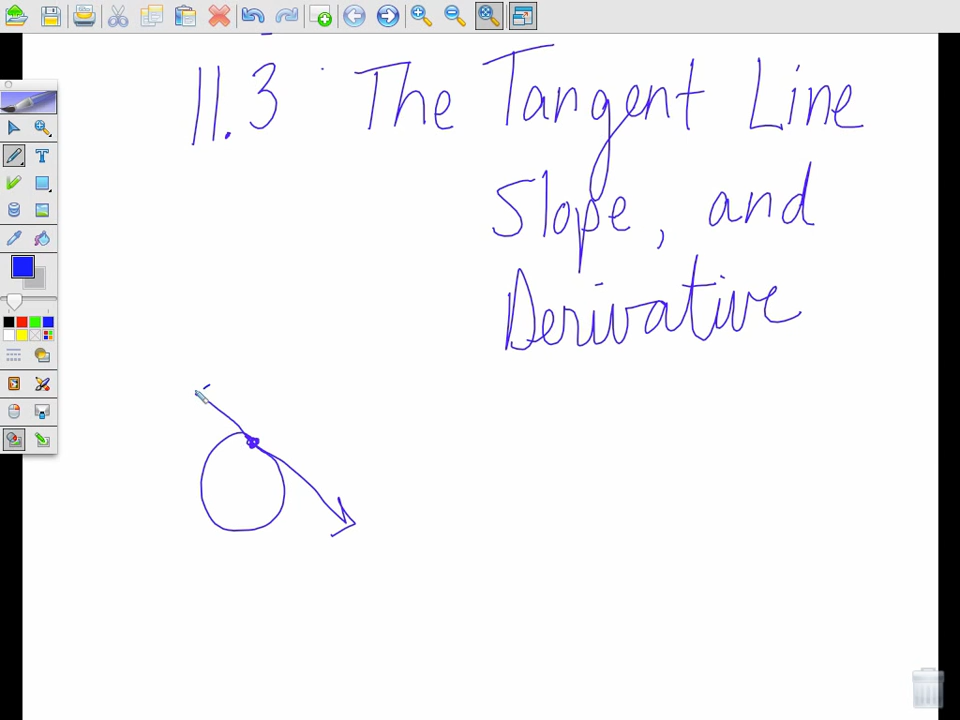 11.3 The Tangent Line
Slope, and
Derivative